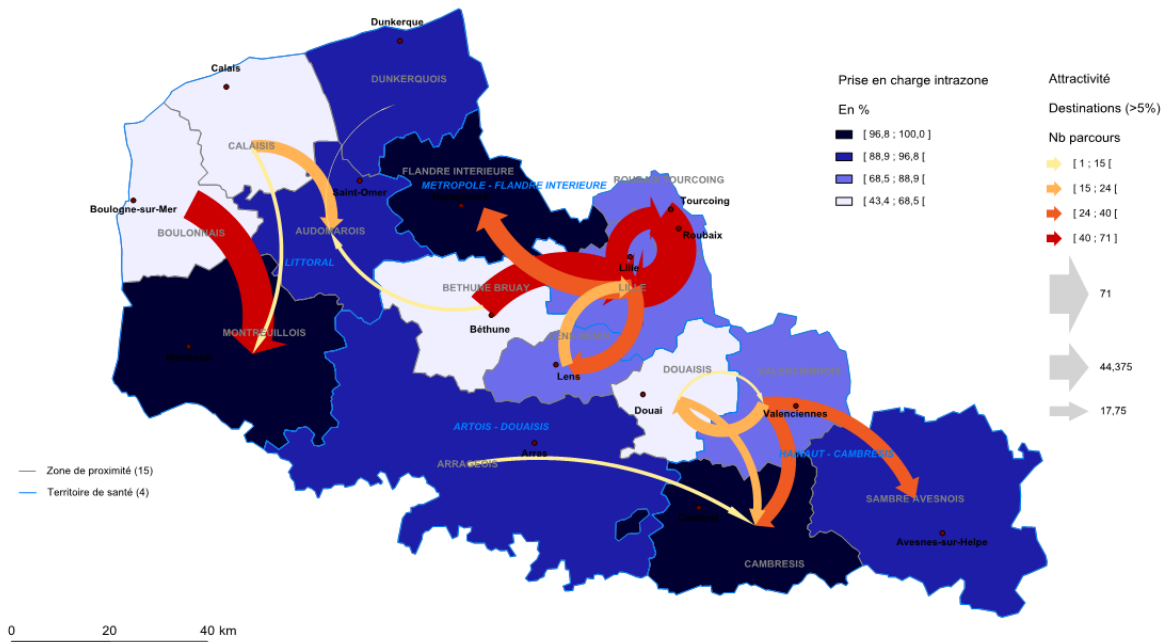 Dunkerque
Calais
DUNKERQUOIS
CALAISIS
FLANDRE INTERIEURE
METROPOLE - FLANDRE INTERIEURE
ROUBAIX TOURCOING
Saint-Omer
Tourcoing
Boulogne-sur-Mer
Roubaix
BOULONNAIS
AUDOMAROIS
LITTORAL
Lille
BETHUNE BRUAY
LILLE
Béthune
MONTREUILLOIS
Lens
DOUAISIS
Douai
Valenciennes
ARTOIS - DOUAISIS
Arras
ARRAGEOIS
HAINAUT - CAMBRESIS
SAMBRE AVESNOIS
Avesnes-sur-Helpe
CAMBRESIS
Prise en charge intrazone
En %
[ 96,8 ; 100,0 ]
[ 88,9 ; 96,8 [
[ 68,5 ; 88,9 [
[ 43,4 ; 68,5 [
Attractivité
Destinations (>5%)
Nb parcours
[ 1 ; 15 [
[ 15 ; 24 [
[ 24 ; 40 [
[ 40 ; 71 ]
71
44,375
17,75
Zone de proximité (15)
Territoire de santé (4)
0 20 40 km